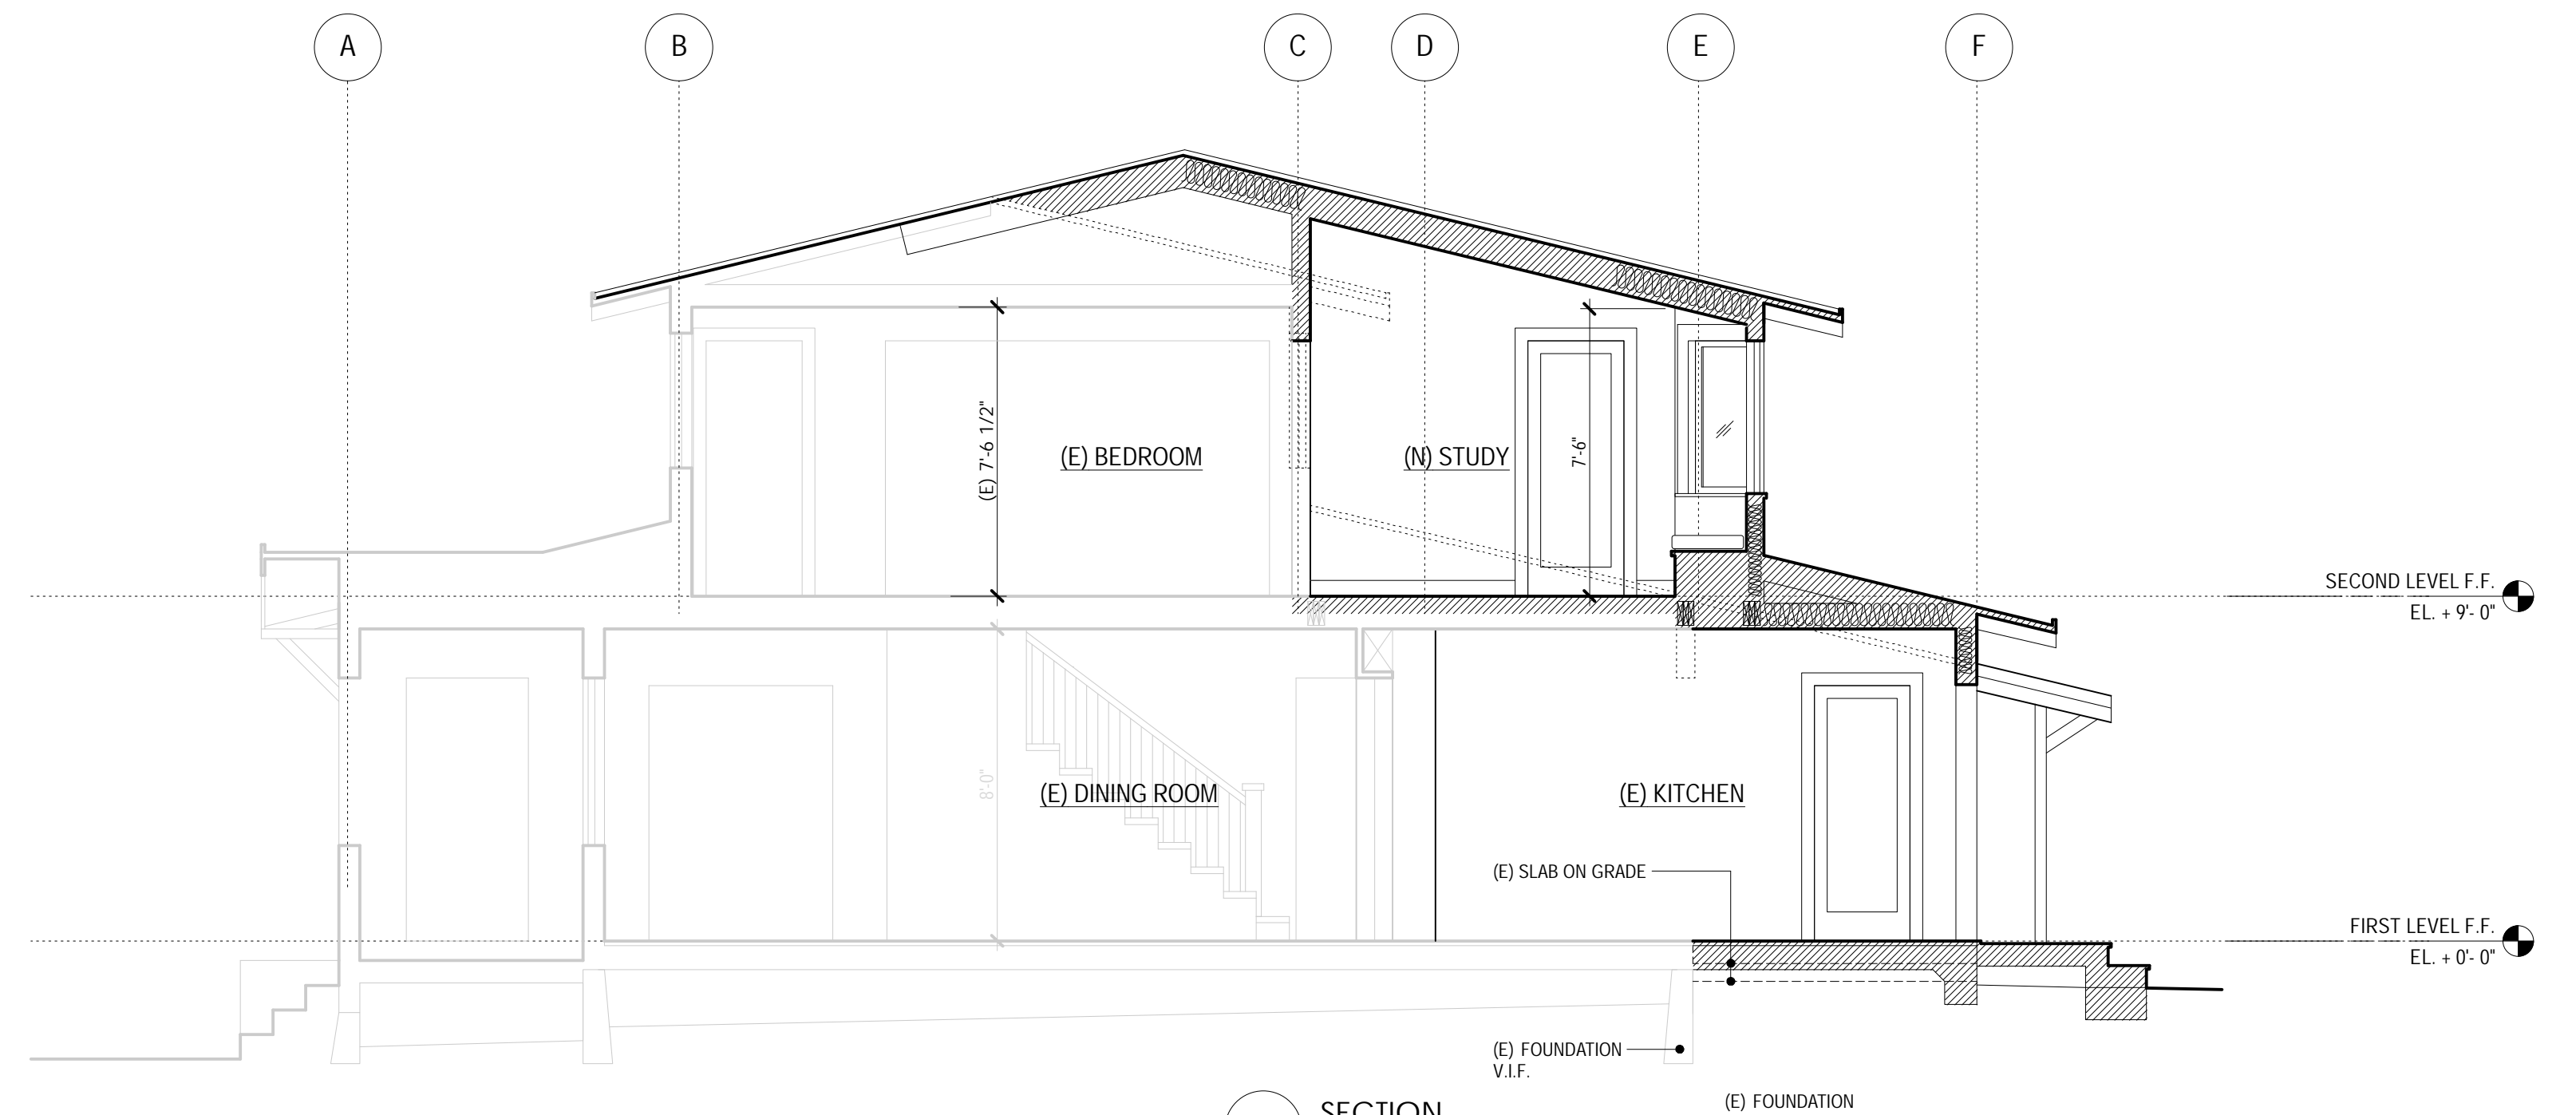 A
B
C
D
E
F
(E) 7'-6 1/2"
(E) BEDROOM
(N) STUDY
7'-6"
SECOND LEVEL F.F.
EL. + 9'- 0"
8'-0"
(E) DINING ROOM
(E) KITCHEN
(E) SLAB ON GRADE
FIRST LEVEL F.F.
EL. + 0'- 0"
(E) FOUNDATION
V.I.F.
(E) FOUNDATION
SECTION